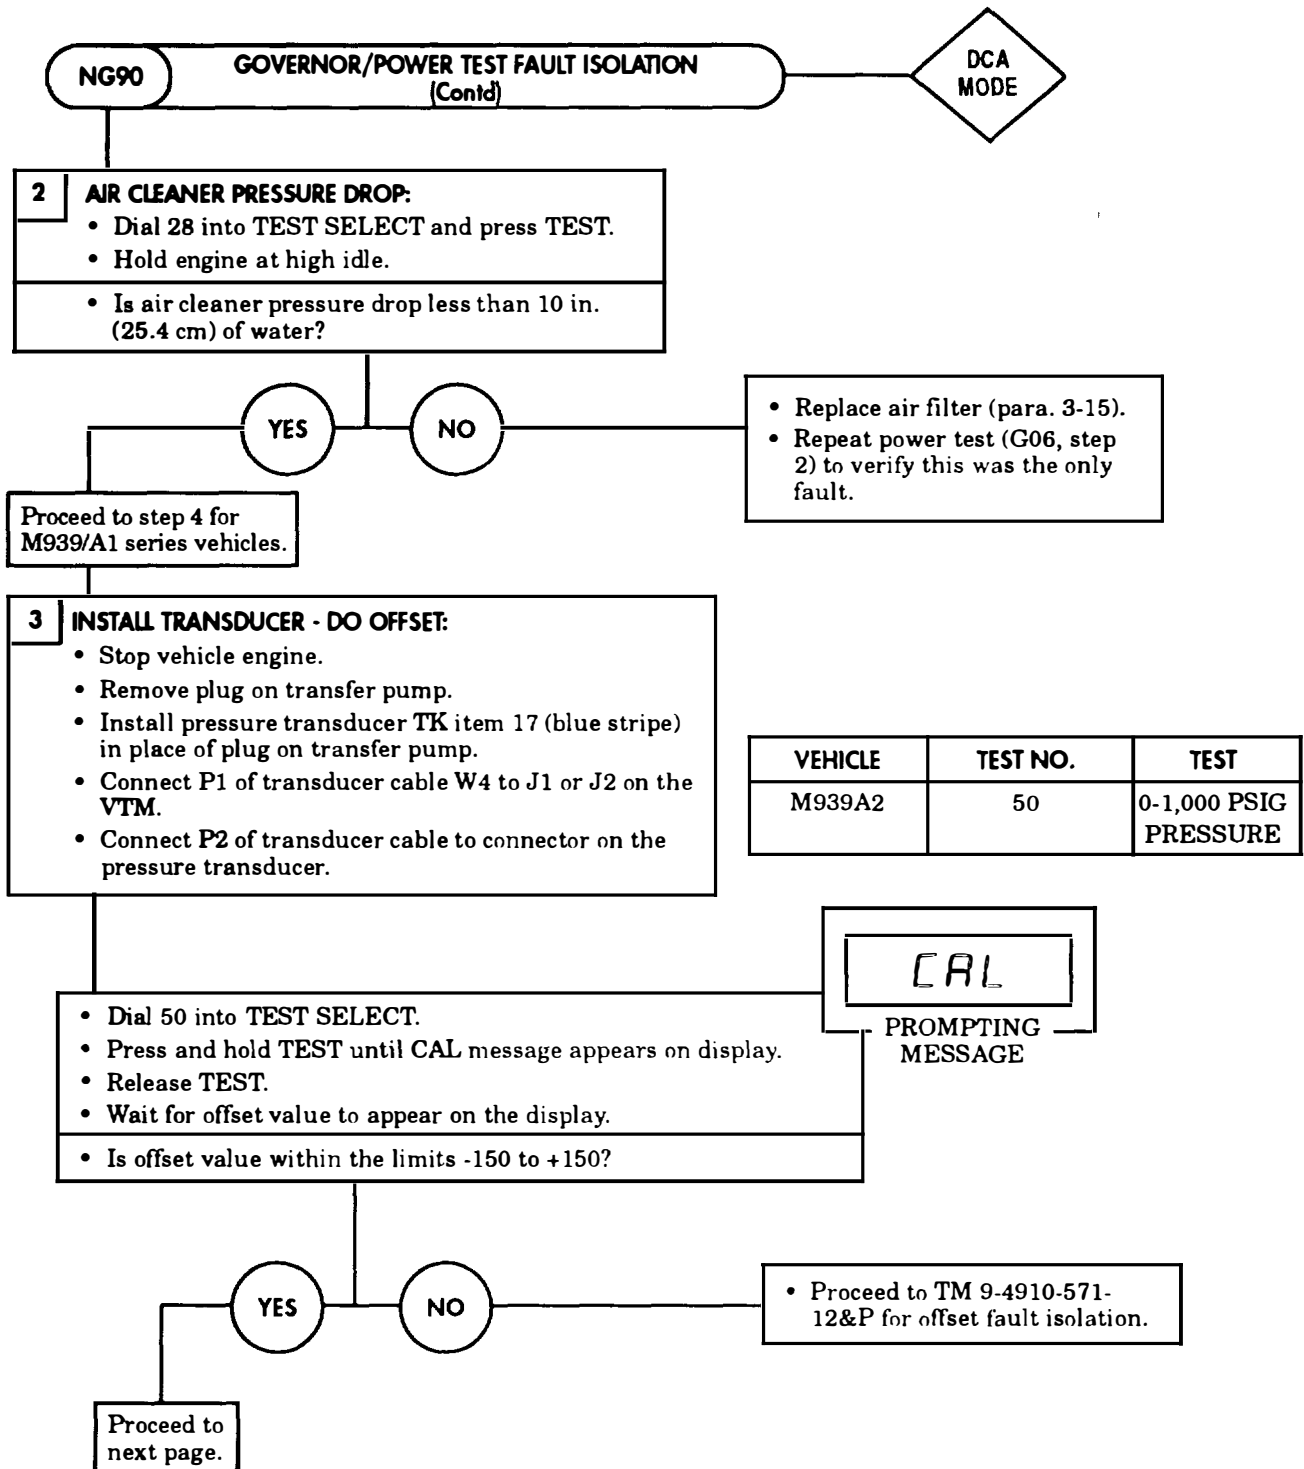 NG90
GOVERNOR/POWER TEST FAULT ISOLATION
(Contd)
DCA
MODE
2 AIR CLEANER PRESSURE DROP:
• Dial 28 into TEST SELECT and press TEST.
• Hold engine at high idle.
• Is air cleaner pressure drop less than 10 in.
(25.4 cm) of water?
YES
NO
• Replace air filter (para. 3-15).
• Repeat power test (G06, step
2) to verify this was the only
fault.
Proceed to step 4 for
M939/A1 series vehicles.
3 INSTALL TRANSDUCER - DO OFFSET:
• Stop vehicle engine.
• Remove plug on transfer pump.
• Install pressure transducer TK item 17 (blue stripe)
in place of plug on transfer pump.
• Connect P1 of transducer cable W4 to J1 or J2 on the
VTM.
• Connect P2 of transducer cable to connector on the
pressure transducer.
VEHICLE TEST NO. TEST
M939A2 50 0-1,000 PSIG
PRESSURE
CAL
PROMPTING
MESSAGE
• Dial 50 into TEST SELECT.
• Press and hold TEST until CAL message appears on display.
• Release TEST.
• Wait for offset value to appear on the display.
• Is offset value within the limits -150 to +150?
YES
NO
• Proceed to TM 9-4910-571-
12&P for offset fault isolation.
Proceed to
next page.